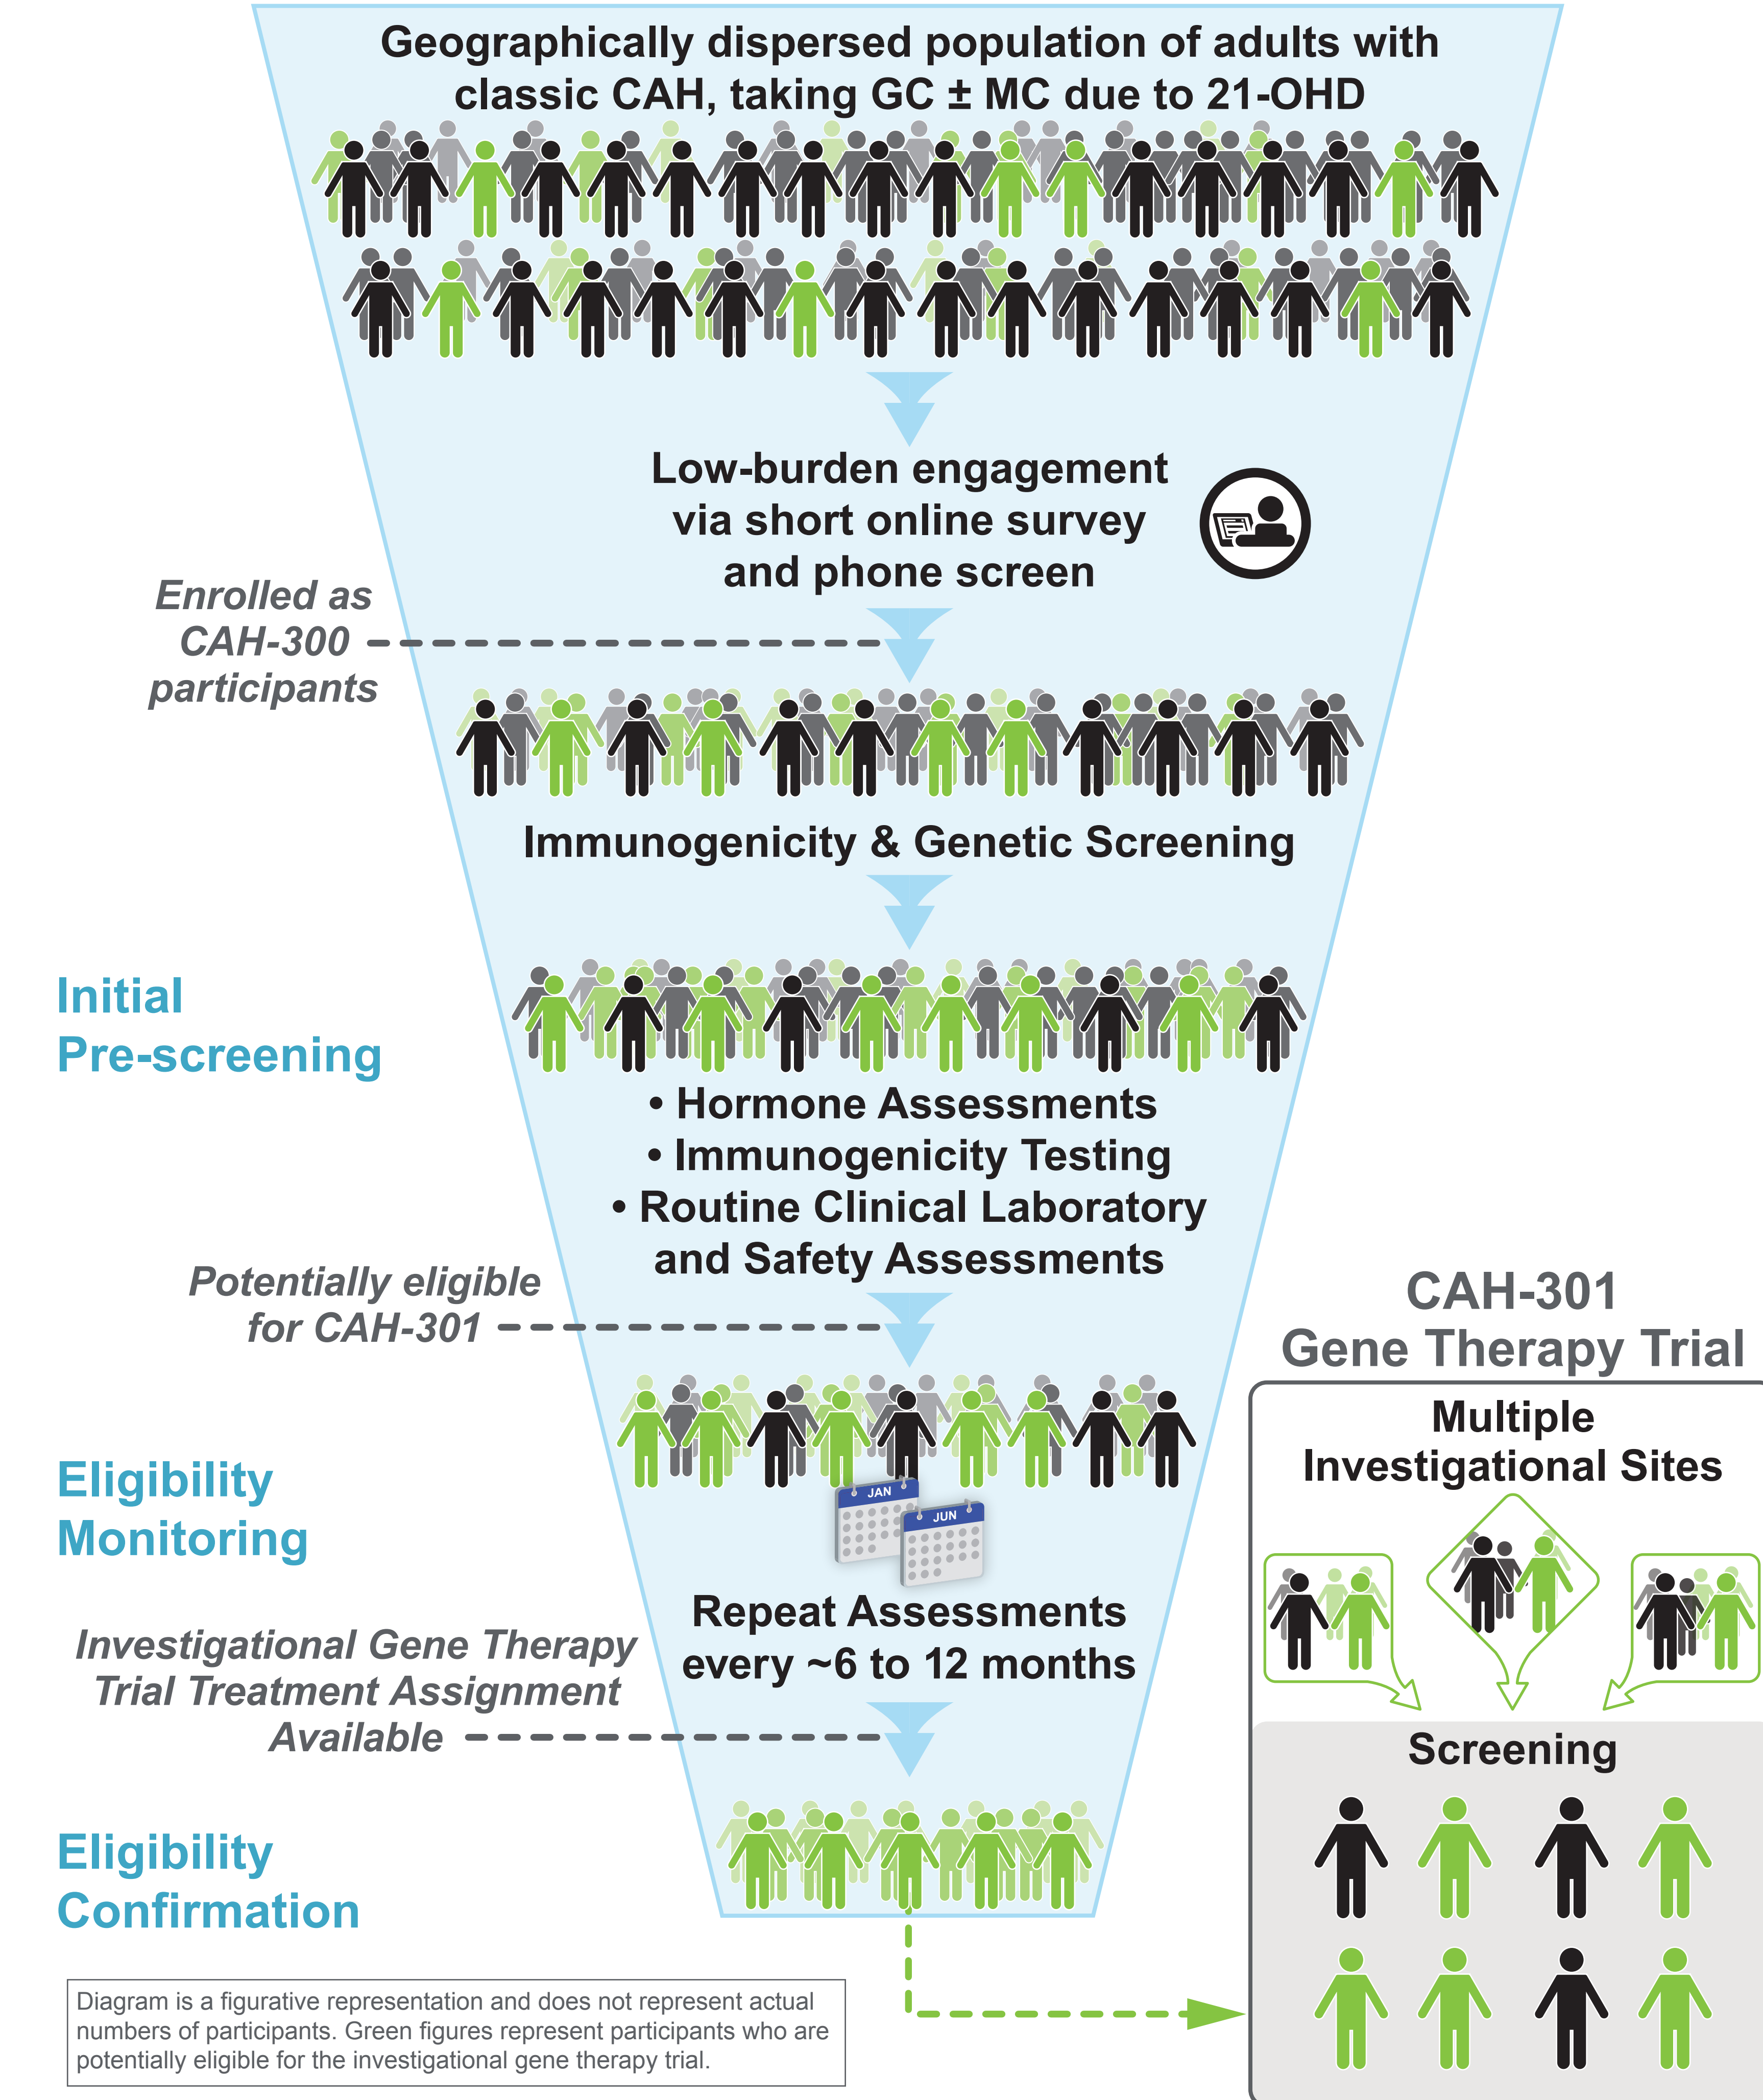 Geographically dispersed population of adults with
classic CAH, taking GC ± MC due to 21-OHD
Low-burden engagement
via short online survey
and phone screen
Enrolled as
CAH-300
participants
Immunogenicity & Genetic Screening
Initial
Pre-screening
• Hormone Assessments
• Immunogenicity Testing
• Routine Clinical Laboratory
and Safety Assessments
Potentially eligible
for CAH-301
Eligibility
Monitoring
JAN
JUN
Repeat Assessments
every ~6 to 12 months
Investigational Gene Therapy
Trial Treatment Assignment
Available
Eligibility
Confirmation
CAH-301
Gene Therapy Trial
Multiple
Investigational Sites
Screening
Diagram is a figurative representation and does not represent actual
numbers of participants. Green figures represent participants who are
potentially eligible for the investigational gene therapy trial.